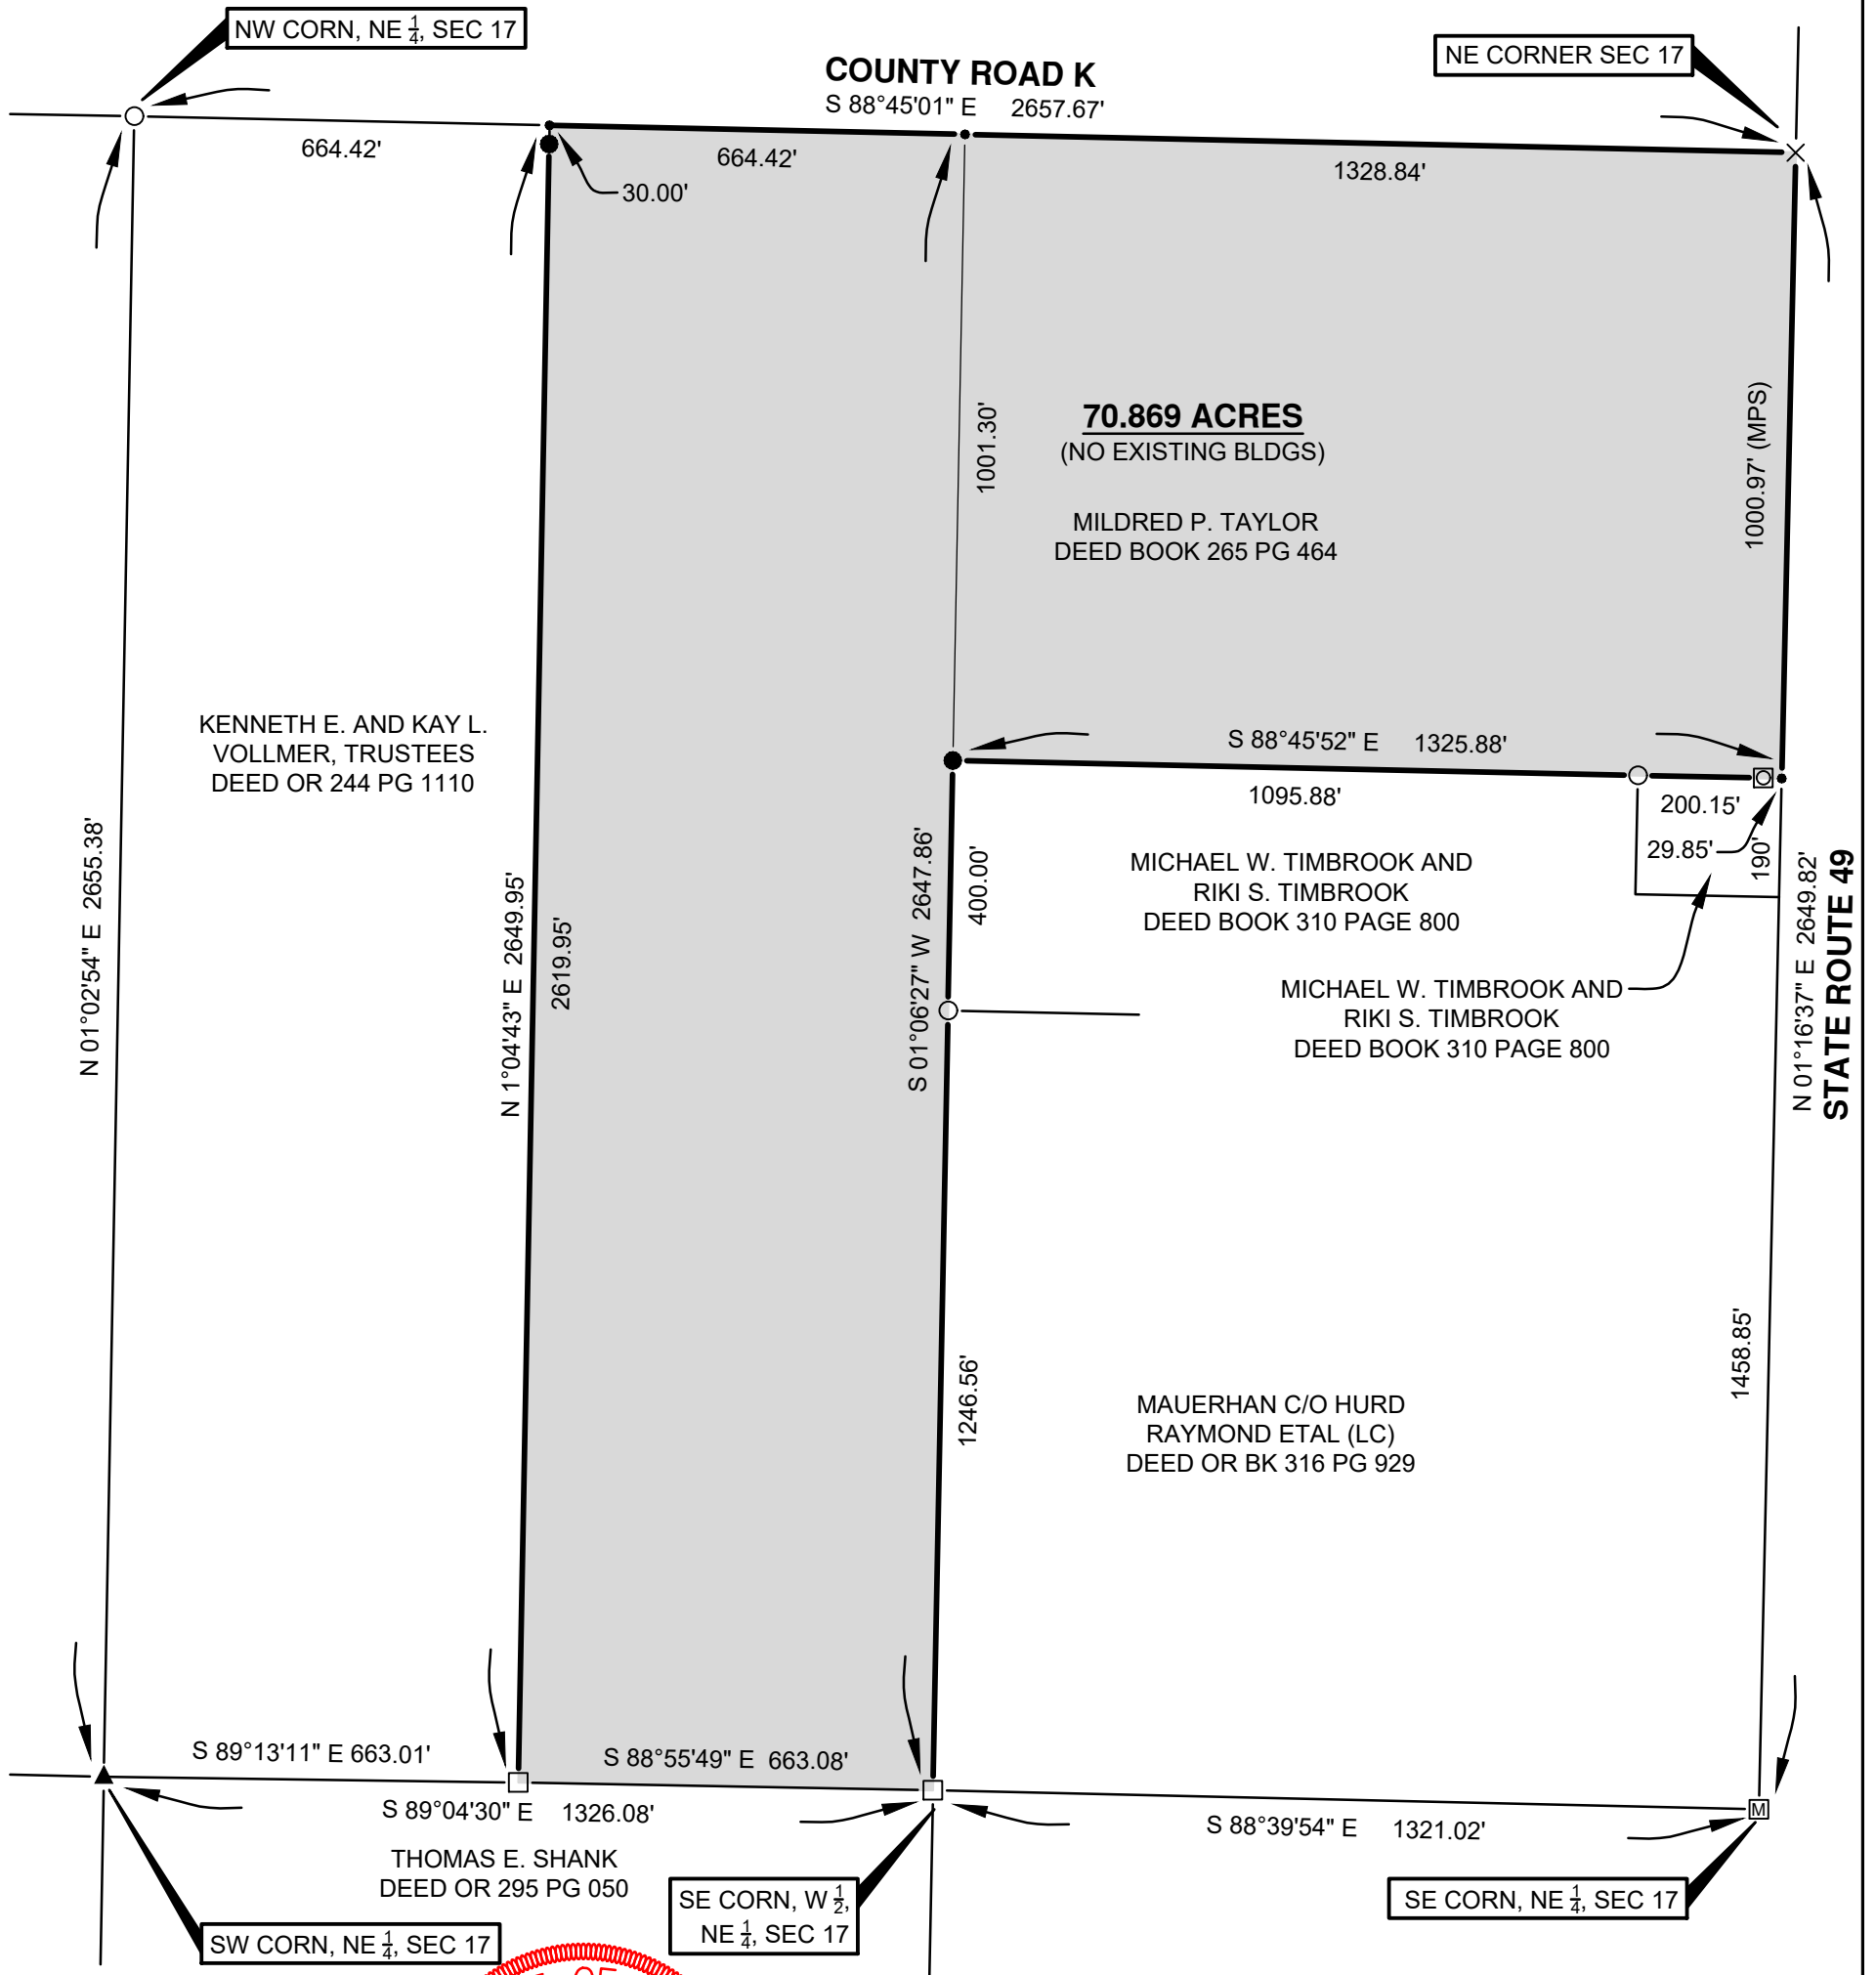 NW CORN, NE 1/4, SEC 17
COUNTY ROAD K
S 88°45'01" E 2657.67'
NE CORNER SEC 17
664.42'
664.42'
1328.84'
30.00'
1001.30'
70.869 ACRES
(NO EXISTING BLDGS)
MILDRED P. TAYLOR
DEED BOOK 265 PG 464
1000.97' (MPS)
KENNETH E. AND KAY L.
VOLLMER, TRUSTEES
DEED OR 244 PG 1110
S 88°45'52" E 1325.88'
1095.88'
200.15'
29.85'
190'
N 01°02'54" E 2655.38'
N 1°04'43" E 2649.95'
2619.95'
S 01°06'27" W 2647.86'
400.00'
MICHAEL W. TIMBROOK AND
RIKI S. TIMBROOK
DEED BOOK 310 PAGE 800
MICHAEL W. TIMBROOK AND
RIKI S. TIMBROOK
DEED BOOK 310 PAGE 800
N 01°16'37" E 2649.82'
STATE ROUTE 49
1246.56'
1458.85'
MAUERHAN C/O HURD
RAYMOND ETAL (LC)
DEED OR BK 316 PG 929
S 89°13'11" E 663.01'
S 88°55'49" E 663.08'
S 89°04'30" E 1326.08'
S 88°39'54" E 1321.02'
M
THOMAS E. SHANK
DEED OR 295 PG 050
SE CORN, W 1/2,
NE 1/4, SEC 17
SE CORN, NE 1/4, SEC 17
SW CORN, NE 1/4, SEC 17
OF